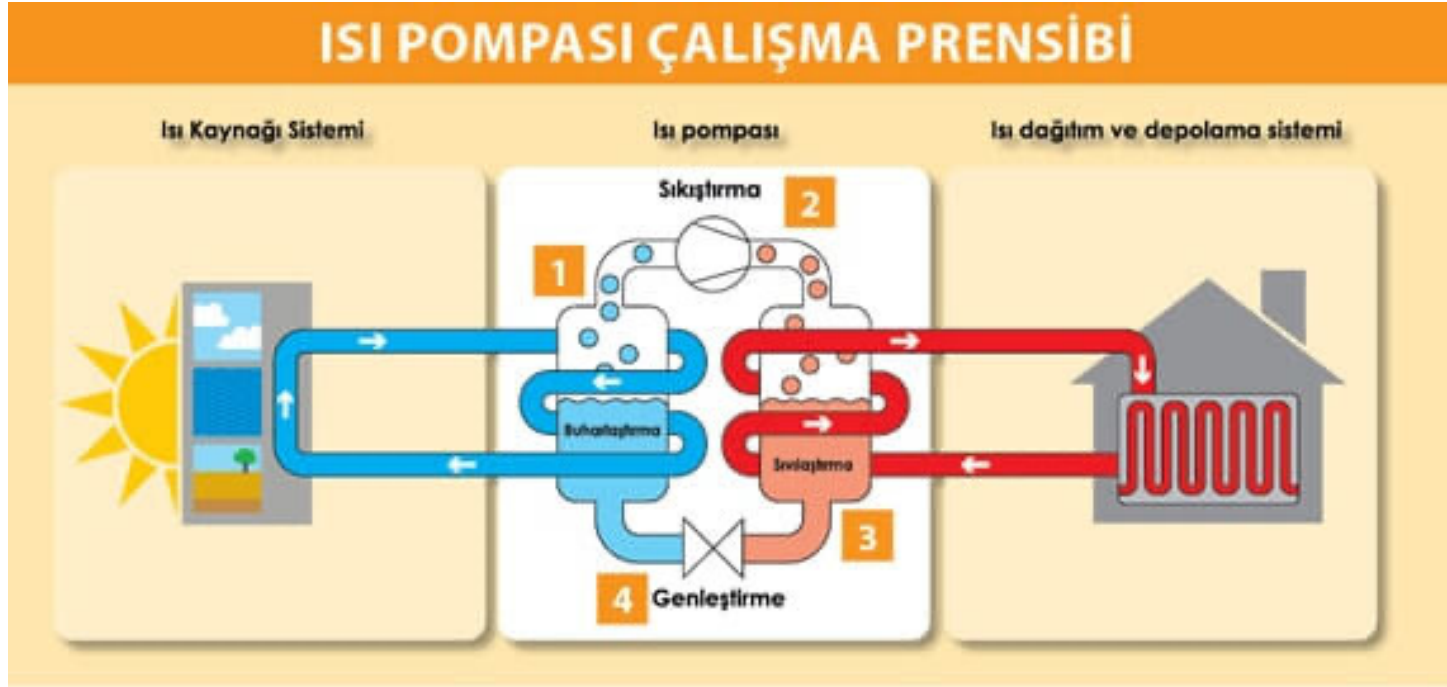 ISI POMPASI ÇALIŞMA PRENSİBİ
Isı Kaynağı Sistemi
Isı pompası
Isı dağıtım ve depolama sistemi
Sıkıştırma
2
1
Buharlaştırma
Sıvılaştırma
3
4
Genleştirme